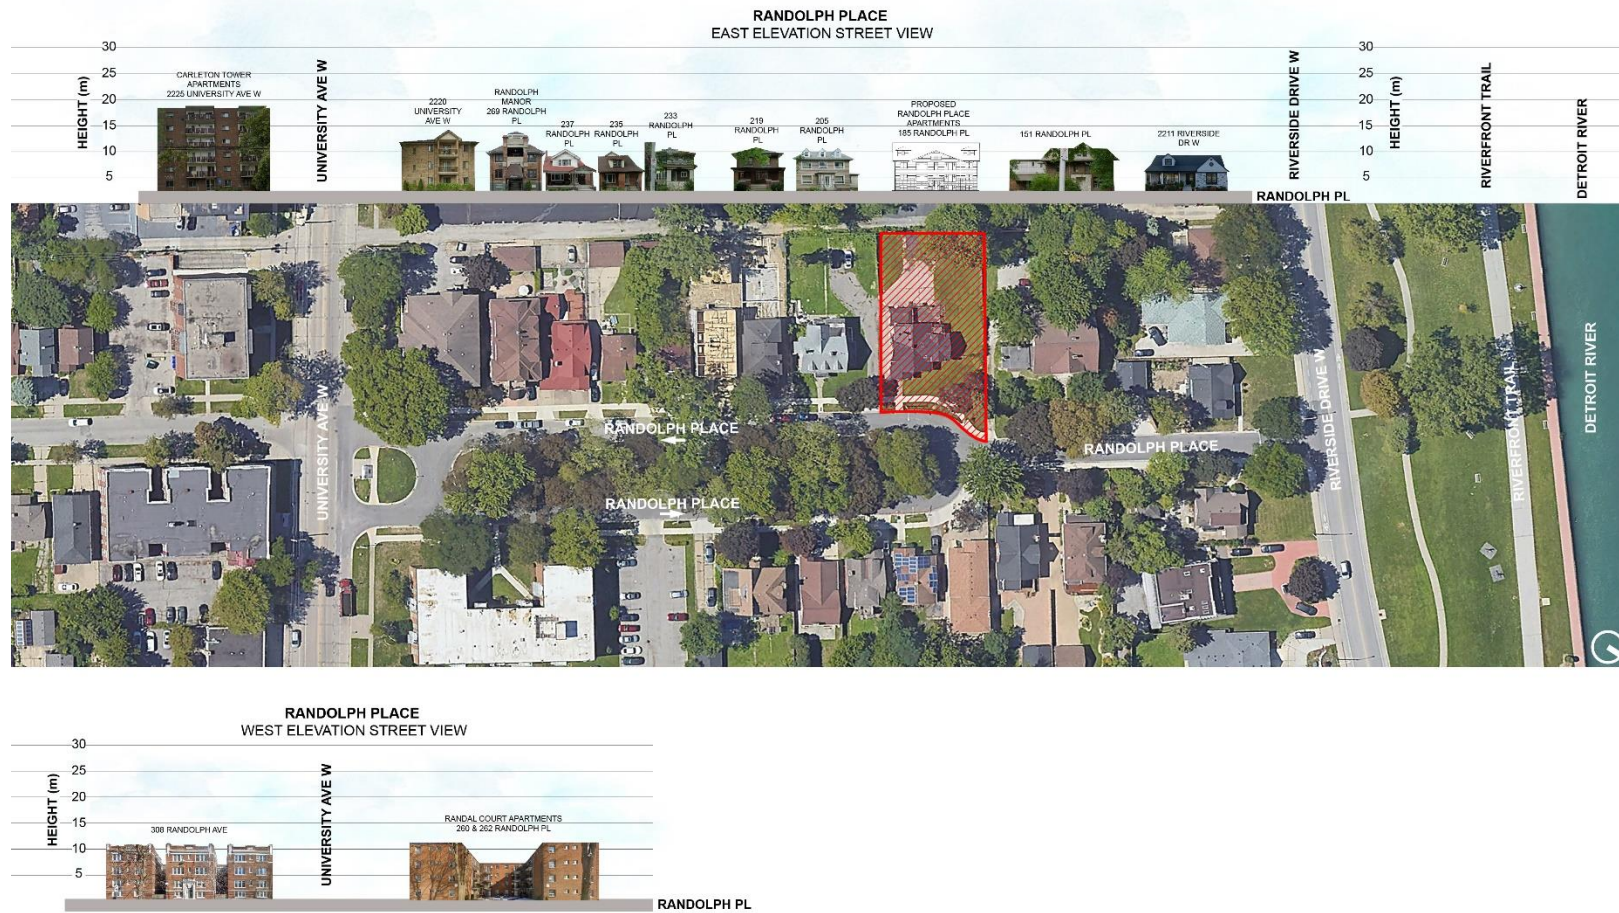 RANDOLPH PLACE
EAST ELEVATION STREET VIEW
30
25
20
15
10
5
HEIGHT (m)
CARLETON TOWER
APARTMENTS
2225 UNIVERSITY AVE W
UNIVERSITY AVE W
2220
UNIVERSITY
AVE W
RANDOLPH
MANOR
269 RANDOLPH
PL
237
RANDOLPH
PL
235
RANDOLPH
PL
233
RANDOLPH
PL
219
RANDOLPH
PL
205
RANDOLPH
PL
PROPOSED
RANDOLPH PLACE
APARTMENTS
185 RANDOLPH PL
151 RANDOLPH PL
2211 RIVERSIDE
DR W
RIVERSIDE DRIVE W
30
25
20
15
10
5
HEIGHT (m)
RIVERFRONT TRAIL
DETROIT RIVER
RANDOLPH PL
UNIVERSITY AVE W
RANDOLPH PLACE
RANDOLPH PLACE
RANDOLPH PLACE
RIVERSIDE DRIVE W
RIVERFRONT TRAIL
DETROIT RIVER
RANDOLPH PLACE
WEST ELEVATION STREET VIEW
30
25
20
15
10
5
HEIGHT (m)
308 RANDOLPH AVE
UNIVERSITY AVE W
RANDAL COURT APARTMENTS
260 & 262 RANDOLPH PL
RANDOLPH PL